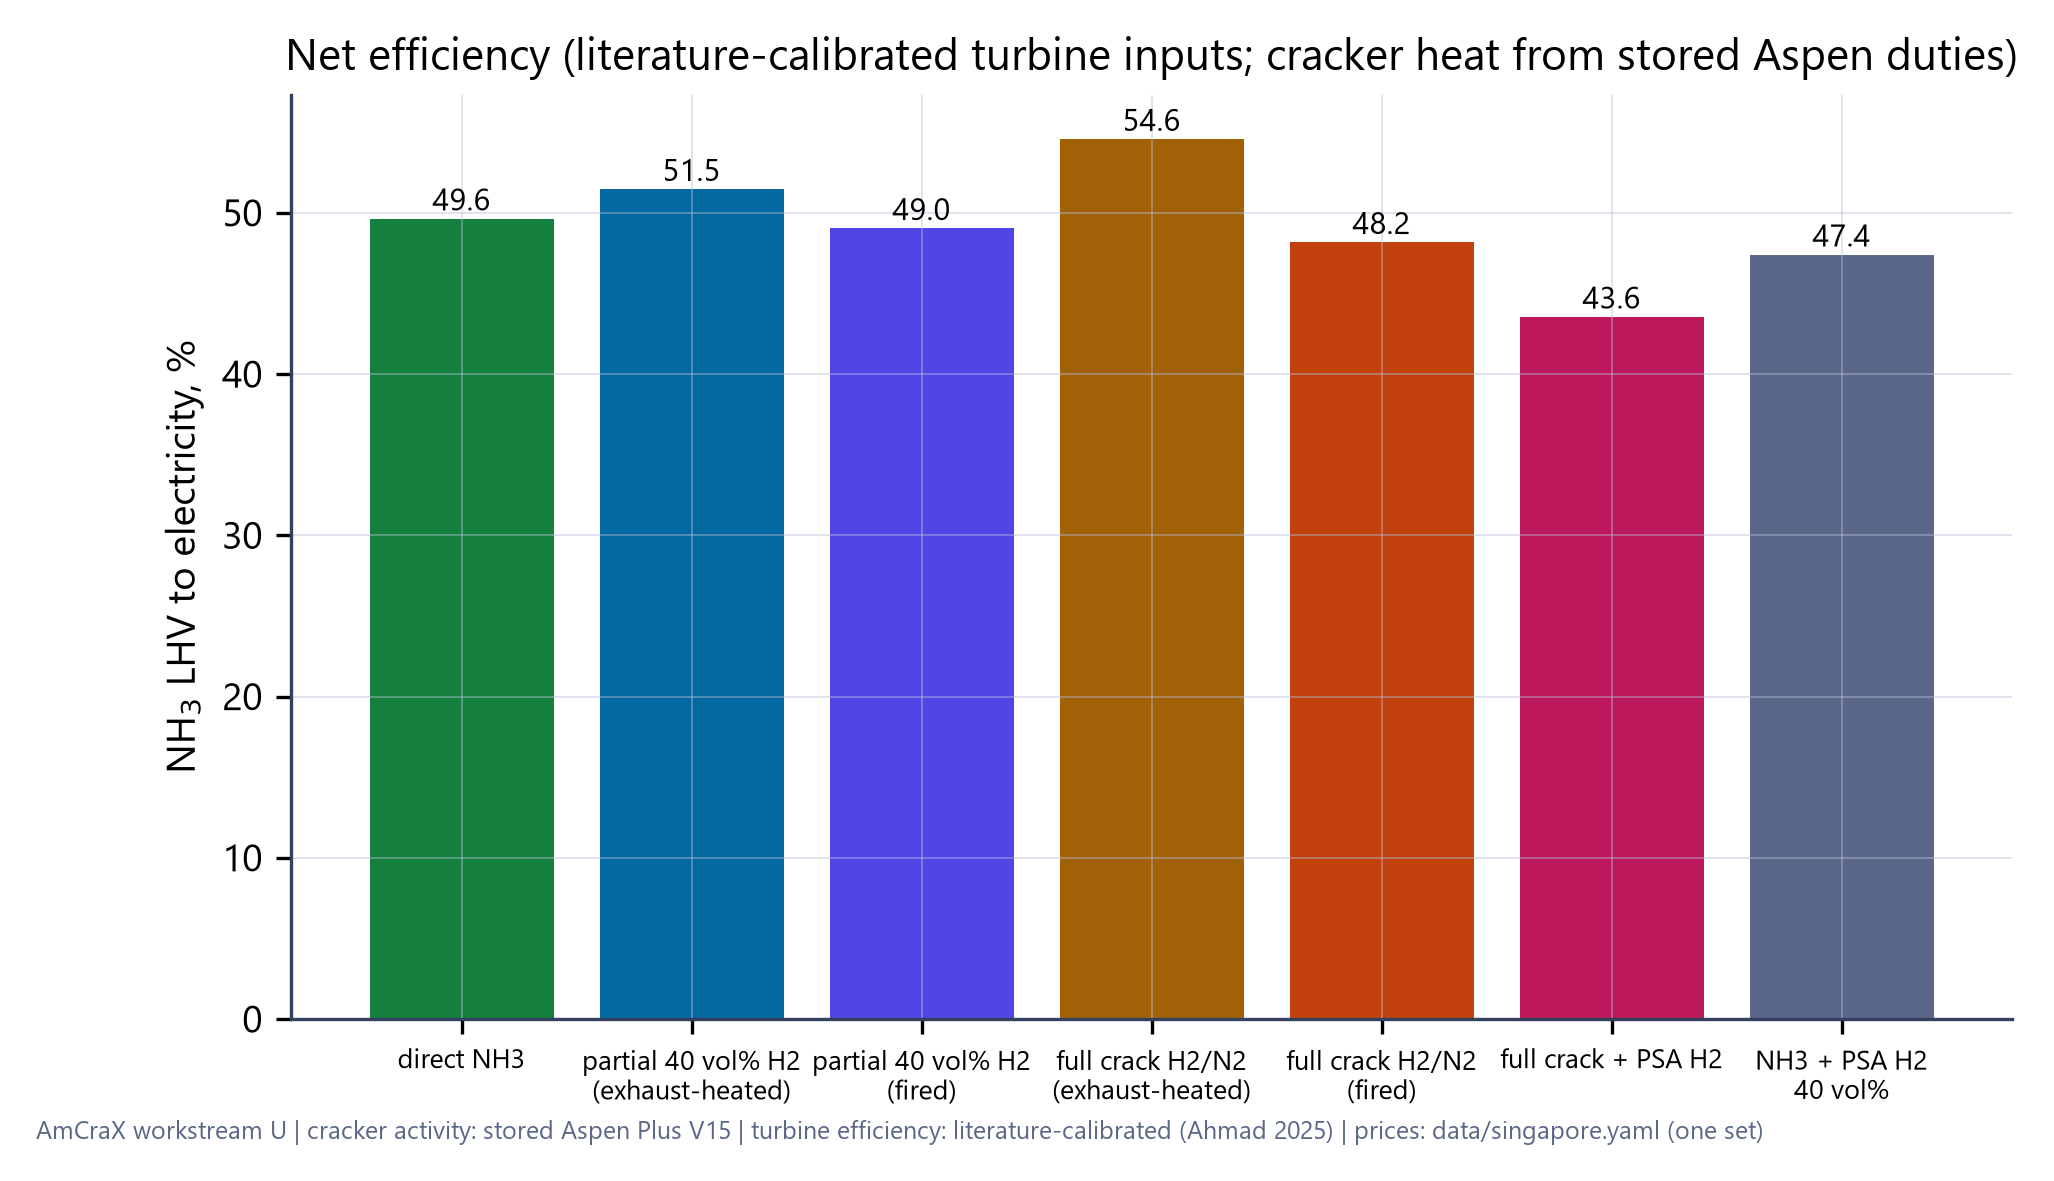 Net efficiency (literature-calibrated turbine inputs; cracker heat from stored Aspen duties)
NH₃ LHV to electricity, %
50
40
30
20
10
0
49.6
51.5
49.0
54.6
48.2
43.6
47.4
direct NH3
partial 40 vol% H2
(exhaust-heated)
partial 40 vol% H2
(fired)
full crack H2/N2
(exhaust-heated)
full crack H2/N2
(fired)
full crack + PSA H2
NH3 + PSA H2
40 vol%
AmCraX workstream U | cracker activity: stored Aspen Plus V15 | turbine efficiency: literature-calibrated (Ahmad 2025) | prices: data/singapore.yaml (one set)